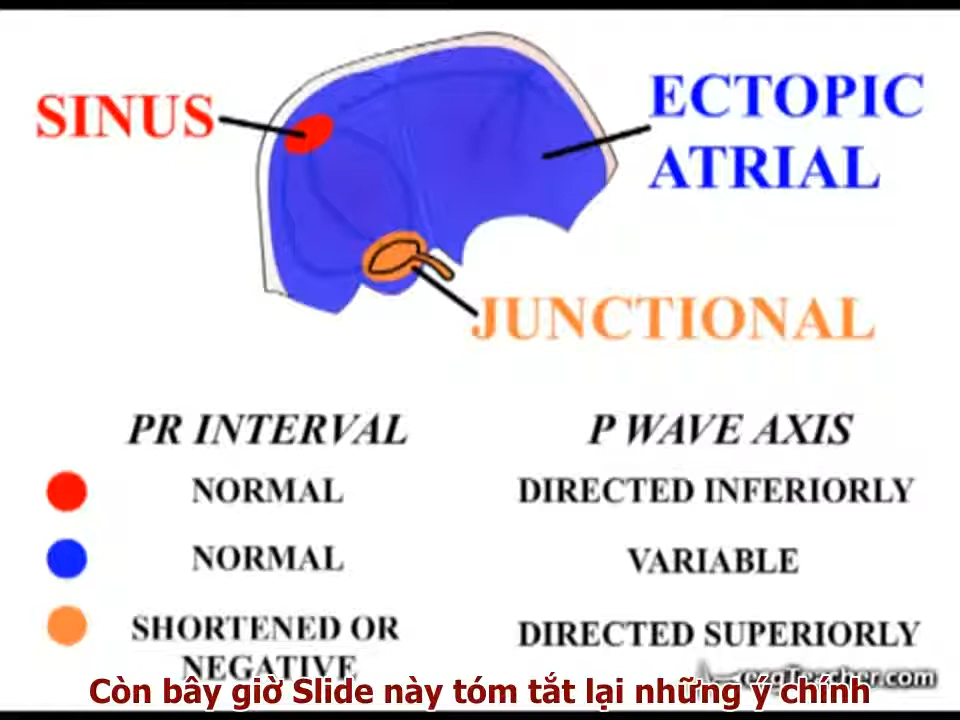 SINUS
ECTOPIC
ATRIAL
JUNCTIONAL
PR INTERVAL P WAVE AXIS
NORMAL DIRECTED INFERIORLY
NORMAL VARIABLE
SHORTENED OR
NEGATIVE
DIRECTED SUPERIORLY
Còn bây giờ Slide này tóm tắt lại những ý chính